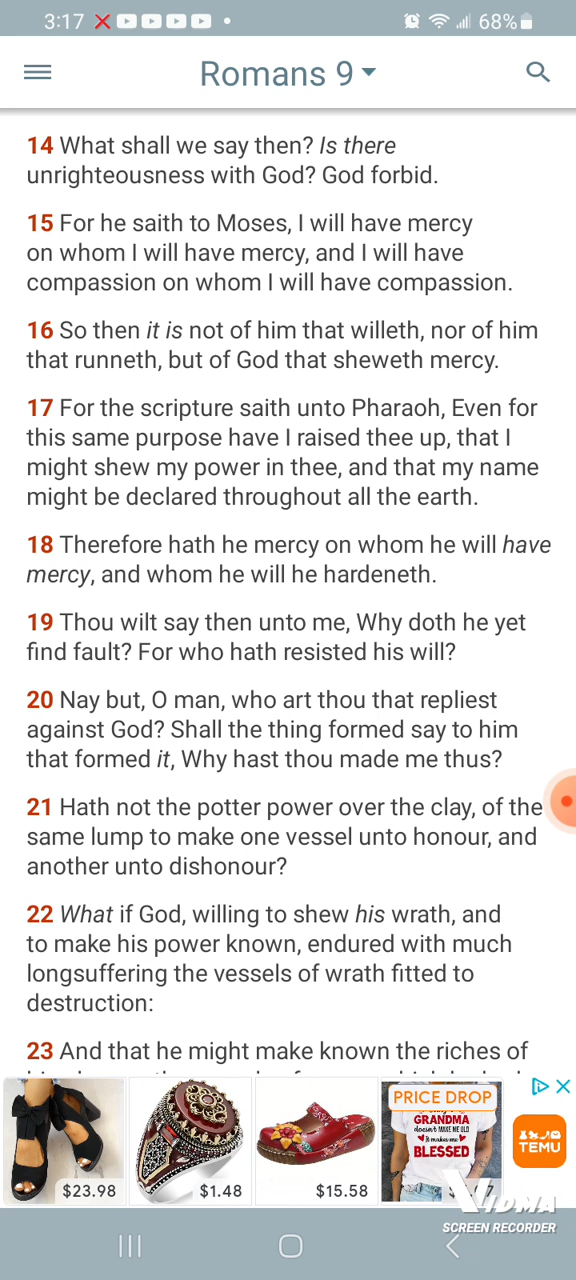 3:17
68%
Romans 9
14 What shall we say then? Is there
unrighteousness with God? God forbid.
15 For he saith to Moses, I will have mercy
on whom I will have mercy, and I will have
compassion on whom I will have compassion.
16 So then it is not of him that willeth, nor of him
that runneth, but of God that sheweth mercy.
17 For the scripture saith unto Pharaoh, Even for
this same purpose have I raised thee up, that I
might shew my power in thee, and that my name
might be declared throughout all the earth.
18 Therefore hath he mercy on whom he will have
mercy, and whom he will he hardeneth.
19 Thou wilt say then unto me, Why doth he yet
find fault? For who hath resisted his will?
20 Nay but, O man, who art thou that repliest
against God? Shall the thing formed say to him
that formed it, Why hast thou made me thus?
21 Hath not the potter power over the clay, of the
same lump to make one vessel unto honour, and
another unto dishonour?
22 What if God, willing to shew his wrath, and
to make his power known, endured with much
longsuffering the vessels of wrath fitted to
destruction:
23 And that he might make known the riches of
PRICE DROP
GRANDMA
doesn't MAKE ME OLD
It makes me
BLESSED
TEMU
$23.98
$1.48
$15.58
VIDMA
SCREEN RECORDER